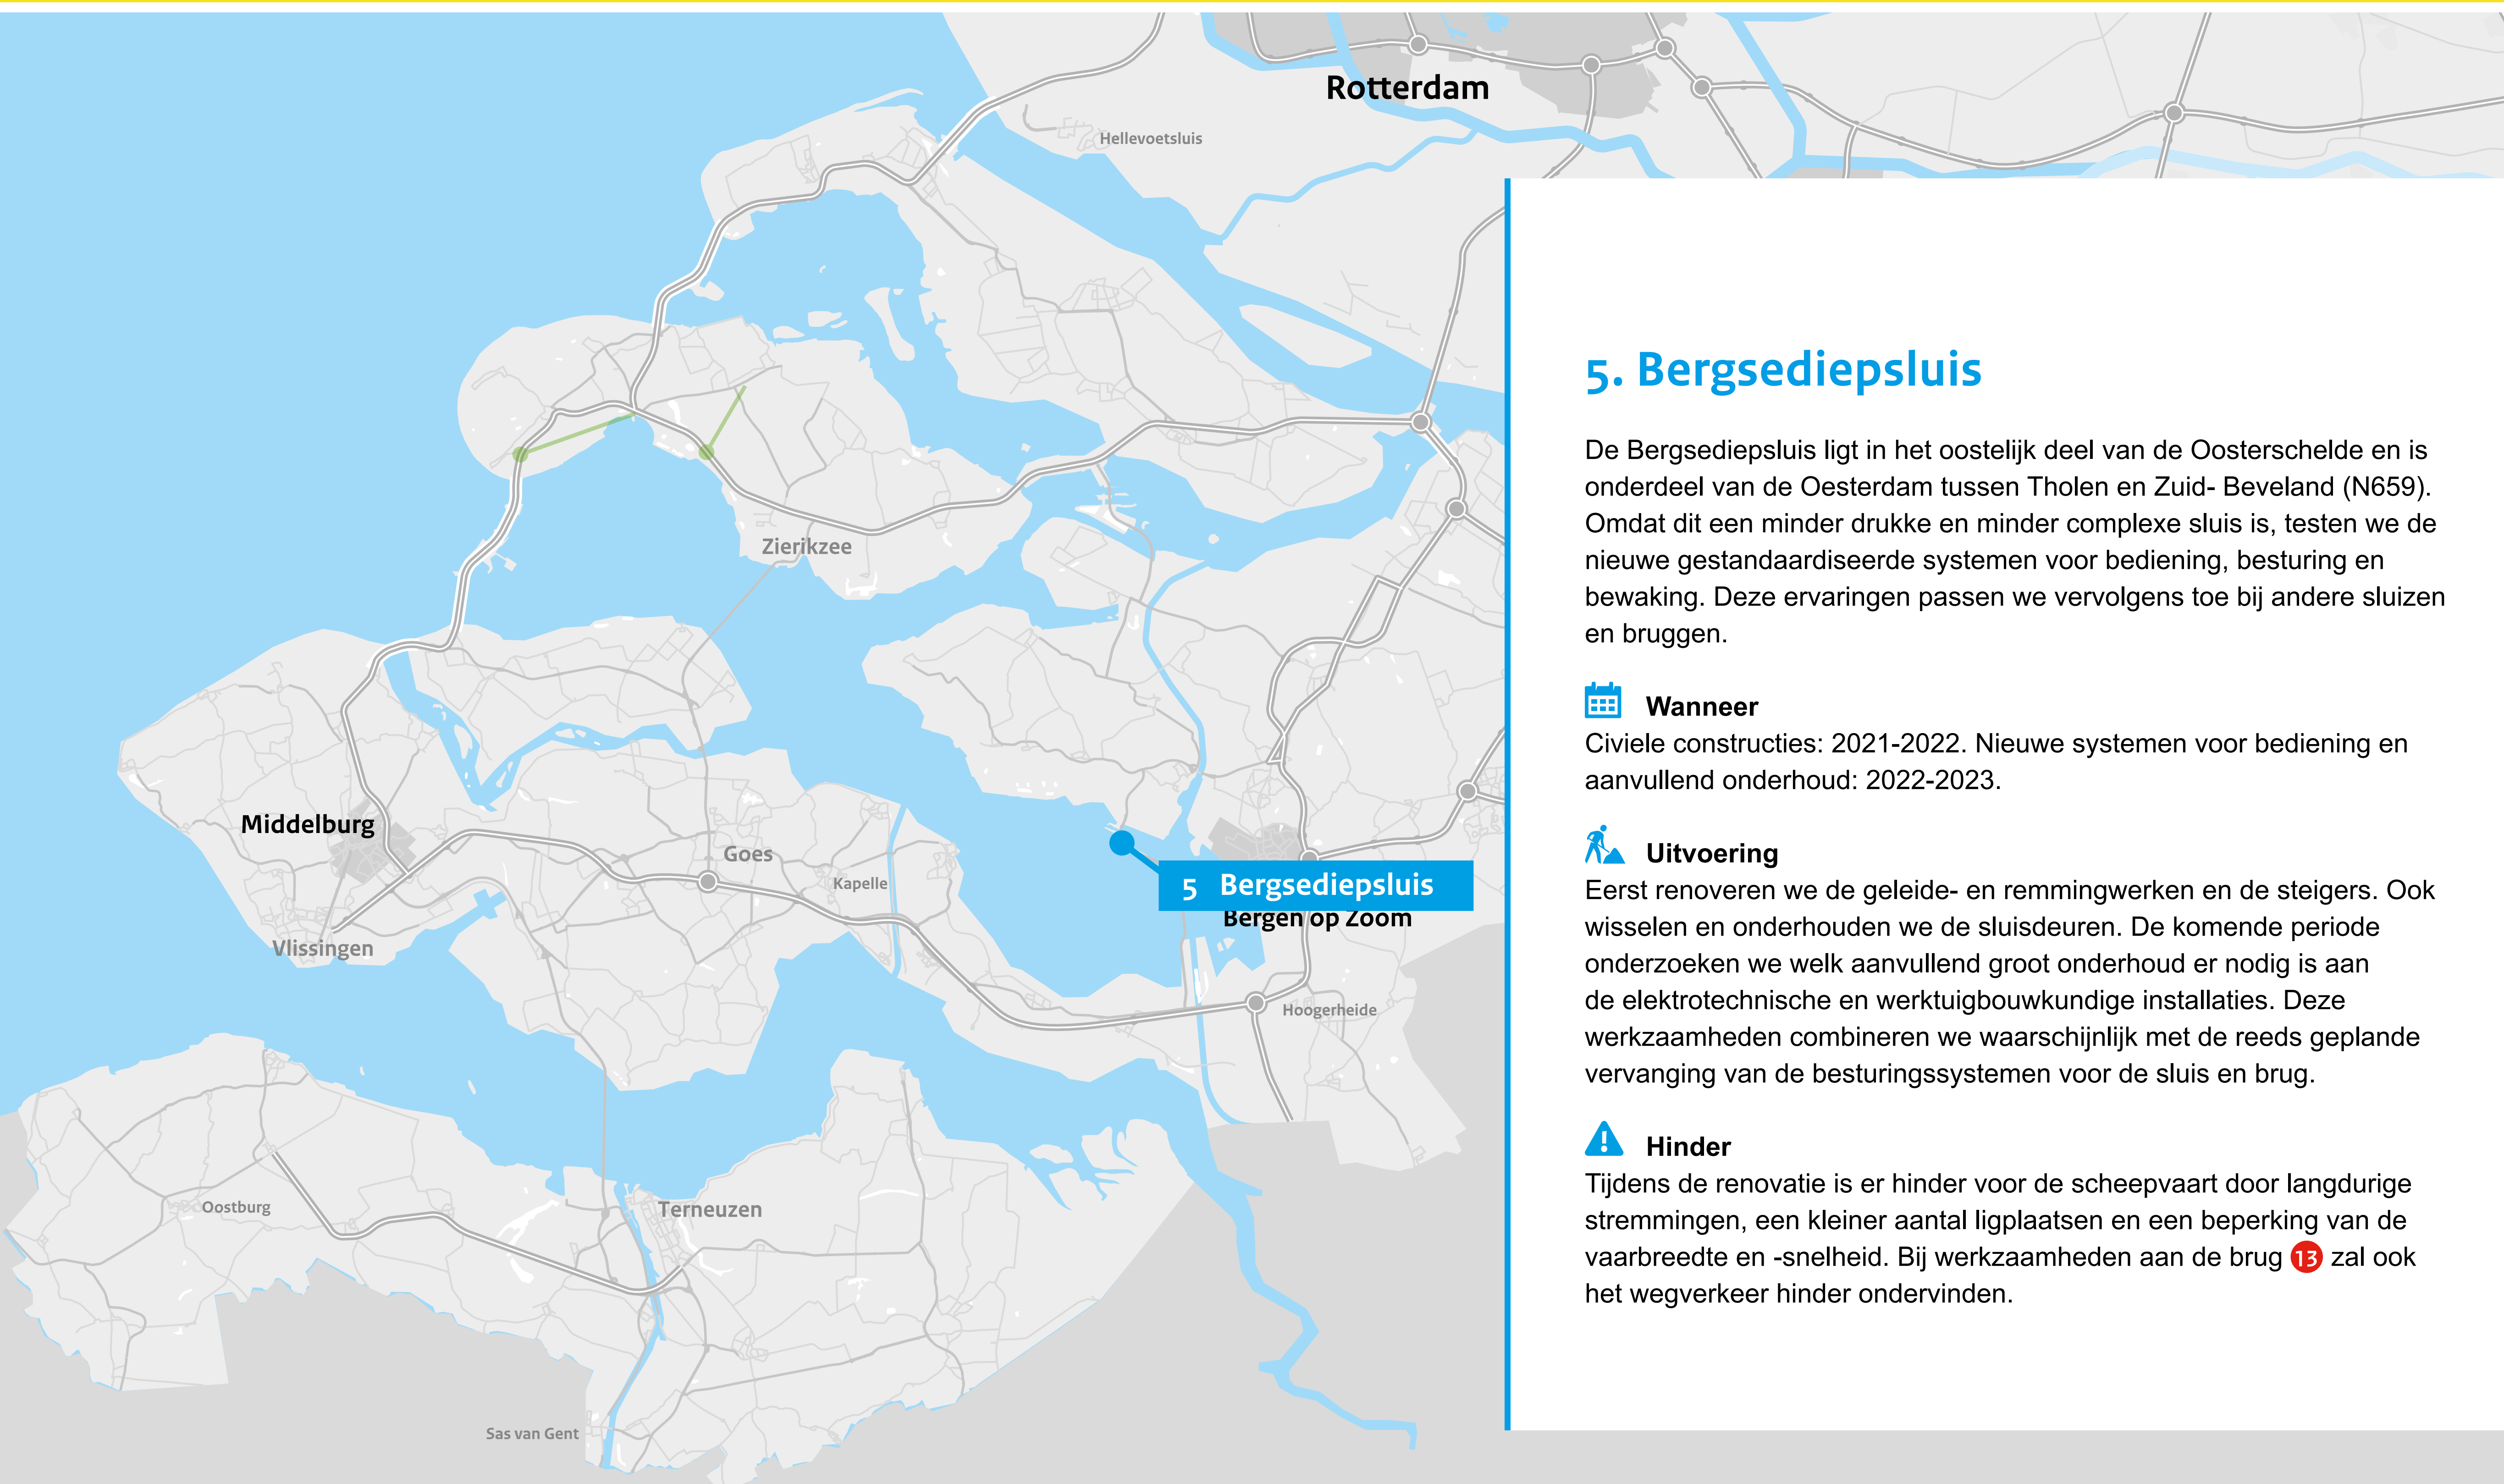 Rotterdam
Hellevoetsluis
Zierikzee
Middelburg
Goes
Kapelle
5 Bergsediepsluis
Bergen op Zoom
Vlissingen
Hoogerheide
Oostburg
Terneuzen
Sas van Gent
5. Bergsediepsluis
De Bergsediepsluis ligt in het oostelijk deel van de Oosterschelde en is
onderdeel van de Oesterdam tussen Tholen en Zuid- Beveland (N659).
Omdat dit een minder drukke en minder complexe sluis is, testen we de
nieuwe gestandaardiseerde systemen voor bediening, besturing en
bewaking. Deze ervaringen passen we vervolgens toe bij andere sluizen
en bruggen.
Wanneer
Civiele constructies: 2021-2022. Nieuwe systemen voor bediening en
aanvullend onderhoud: 2022-2023.
Uitvoering
Eerst renoveren we de geleide- en remmingwerken en de steigers. Ook
wisselen en onderhouden we de sluisdeuren. De komende periode
onderzoeken we welk aanvullend groot onderhoud er nodig is aan
de elektrotechnische en werktuigbouwkundige installaties. Deze
werkzaamheden combineren we waarschijnlijk met de reeds geplande
vervanging van de besturingssystemen voor de sluis en brug.
Hinder
Tijdens de renovatie is er hinder voor de scheepvaart door langdurige
stremmingen, een kleiner aantal ligplaatsen en een beperking van de
vaarbreedte en -snelheid. Bij werkzaamheden aan de brug 13 zal ook
het wegverkeer hinder ondervinden.